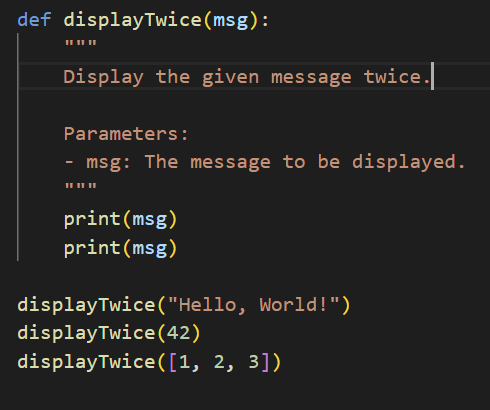 def displayTwice(msg):
    """
    Display the given message twice.

    Parameters:
    - msg: The message to be displayed.
    """
    print(msg)
    print(msg)

displayTwice("Hello, World!")
displayTwice(42)
displayTwice([1, 2, 3])